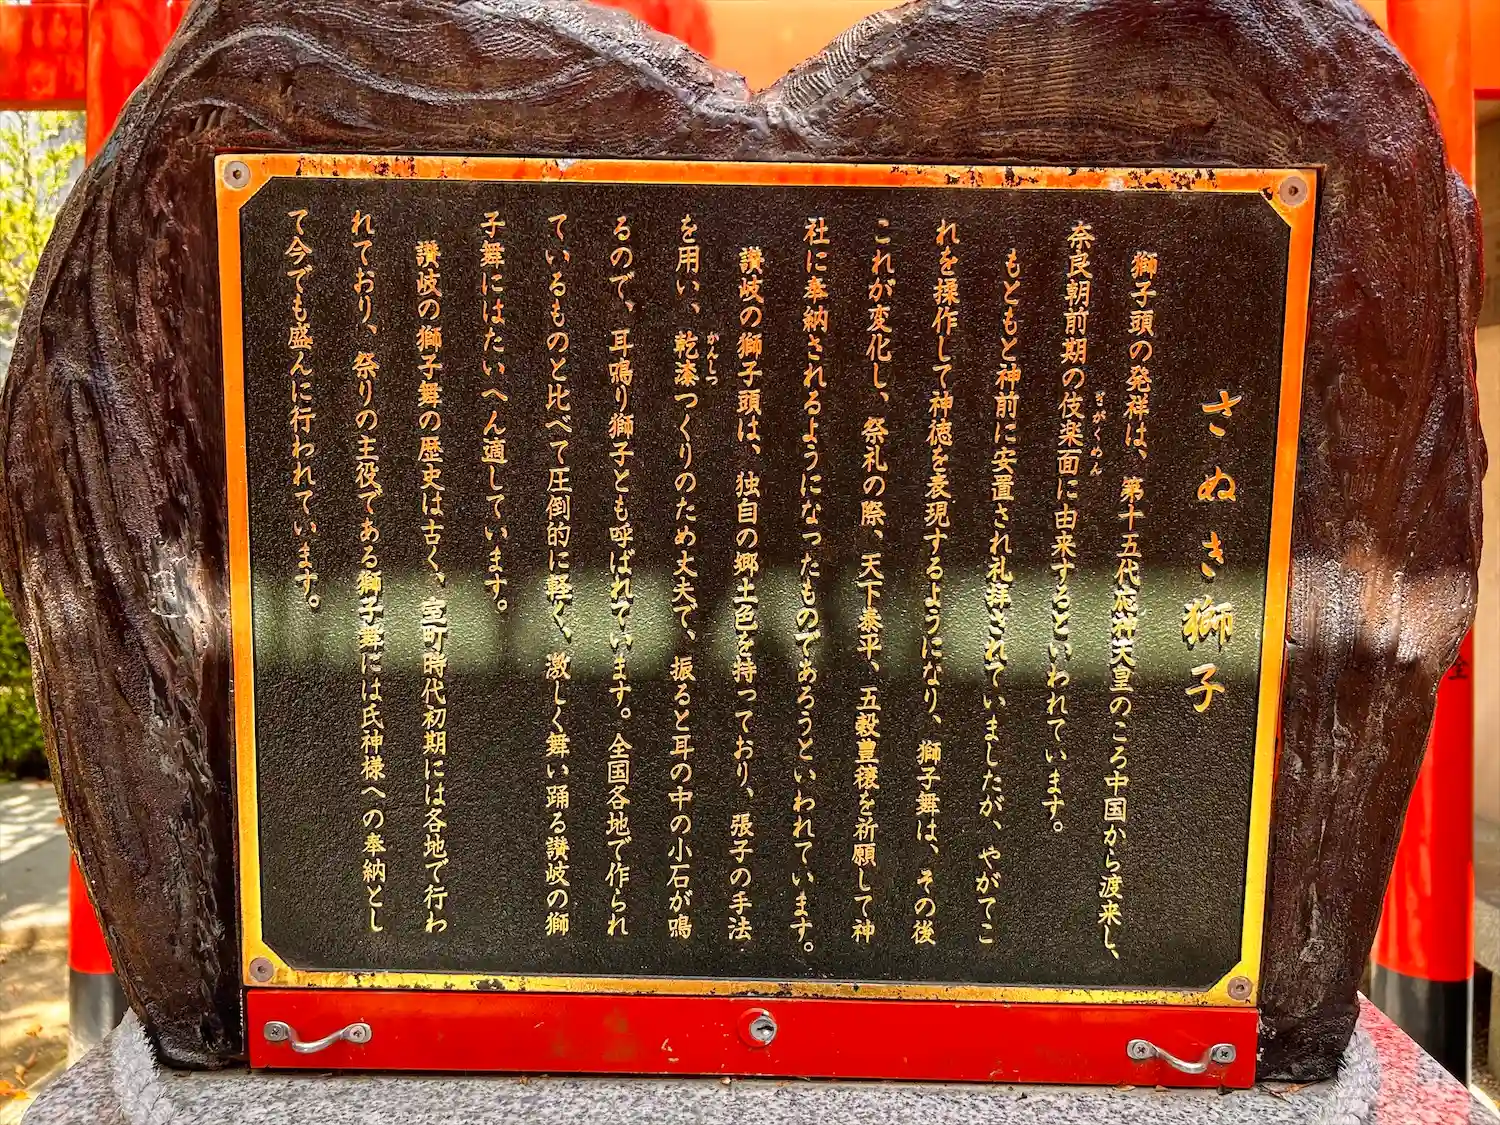 さぬき獅子
獅子頭の発祥は、第十五代応神天皇のころ中国から渡来し、
ぎがくめん
奈良朝前期の伎楽面に由来するといわれています。
もともと神前に安置され礼拝されていましたが、やがてこ
れを操作して神徳を表現するようになり、獅子舞は、その後
これが変化し、祭礼の際、天下泰平、五穀豊穣を祈願して神
社に奉納されるようになったものであろうといわれています。
讃岐の獅子頭は、独自の郷土色を持っており、張子の手法
かんしつ
を用い、乾漆つくりのため丈夫で、振ると耳の中の小石が鳴
るので、耳鳴り獅子とも呼ばれています。全国各地で作られ
ているものと比べて圧倒的に軽く、激しく舞い踊る讃岐の獅
子舞にはたいへん適しています。
讃岐の獅子舞の歴史は古く、室町時代初期には各地で行わ
れており、祭りの主役である獅子舞には氏神様への奉納とし
て今でも盛んに行われています。
全